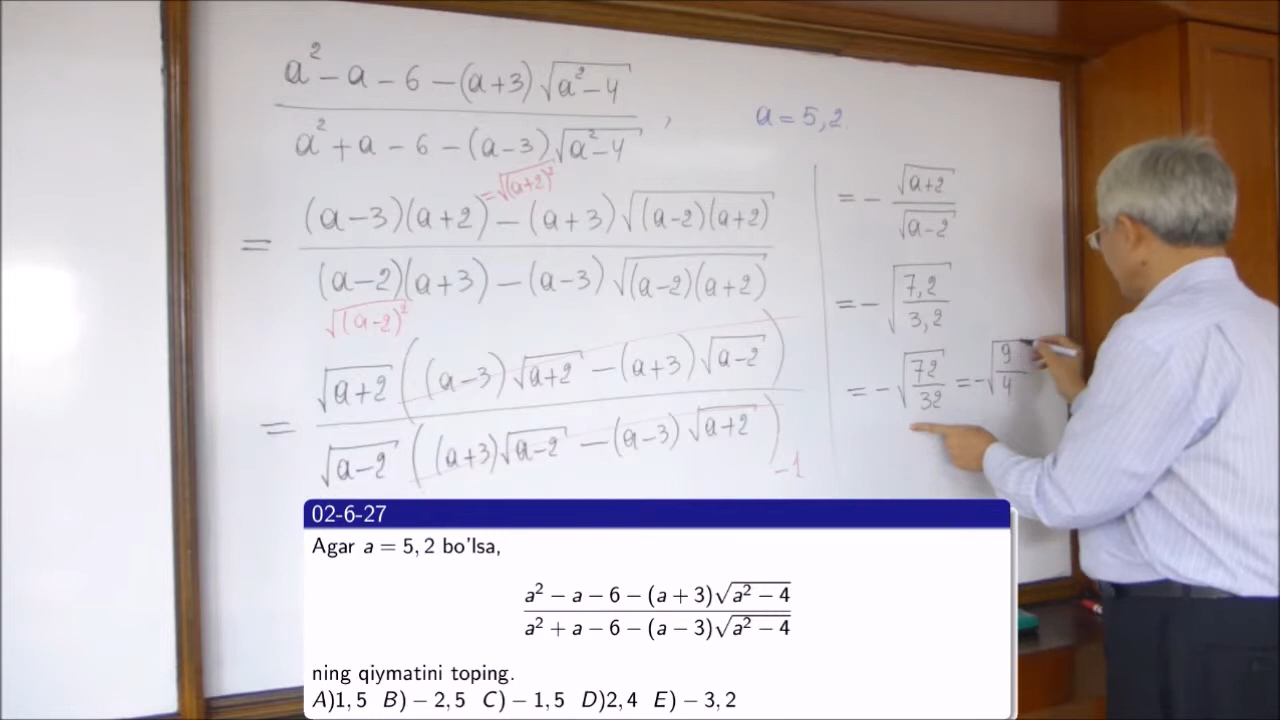 a² - a - 6 - (a+3)√(a²-4)
a² + a - 6 - (a-3)√(a²-4) ,
a = 5,2
= √(a+2)²
= (a-3)(a+2) - (a+3)√((a-2)(a+2))
(a-2)(a+3) - (a-3)√((a-2)(a+2))
√(a-2)²
= √(a+2) ((a-3)√(a+2) - (a+3)√(a-2))
√(a-2) ((a+3)√(a-2) - (a-3)√(a+2))
-1
= - √(a+2) / √(a-2)
= - √(7,2 / 3,2)
= - √(72 / 32) = - √(9 / 4)
02-6-27
Agar a = 5, 2 bo'lsa,
a² − a − 6 − (a + 3)√(a² − 4)
a² + a − 6 − (a − 3)√(a² − 4)
ning qiymatini toping.
A)1, 5 B) − 2, 5 C) − 1, 5 D)2, 4 E) − 3, 2